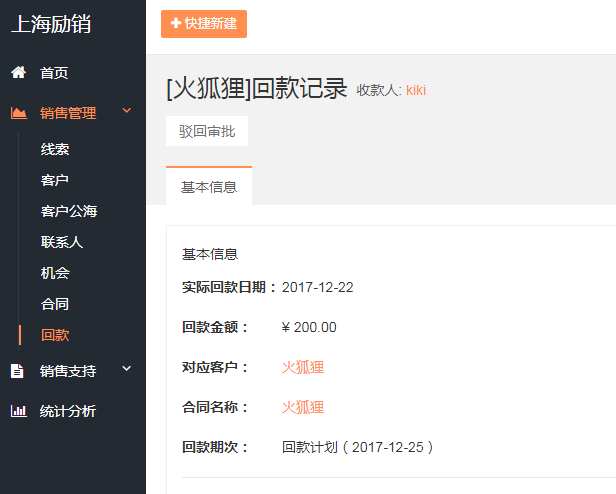 上海励销
首页
销售管理
线索
客户
客户公海
联系人
机会
合同
回款
销售支持
统计分析
快捷新建
[火狐狸]回款记录 收款人: kiki
驳回审批
基本信息
基本信息
实际回款日期： 2017-12-22
回款金额： ¥ 200.00
对应客户： 火狐狸
合同名称： 火狐狸
回款期次： 回款计划（2017-12-25）